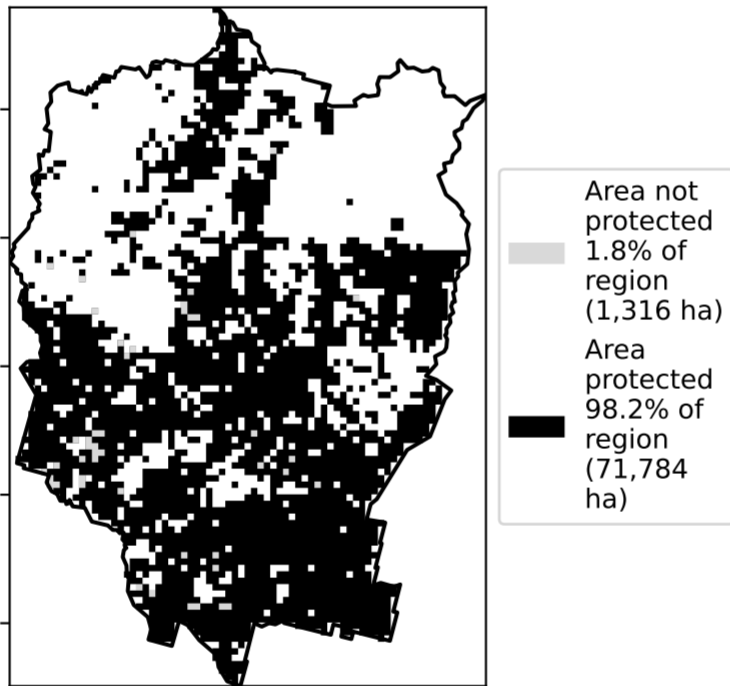 Area not
protected
1.8% of
region
(1,316 ha)
Area
protected
98.2% of
region
(71,784
ha)